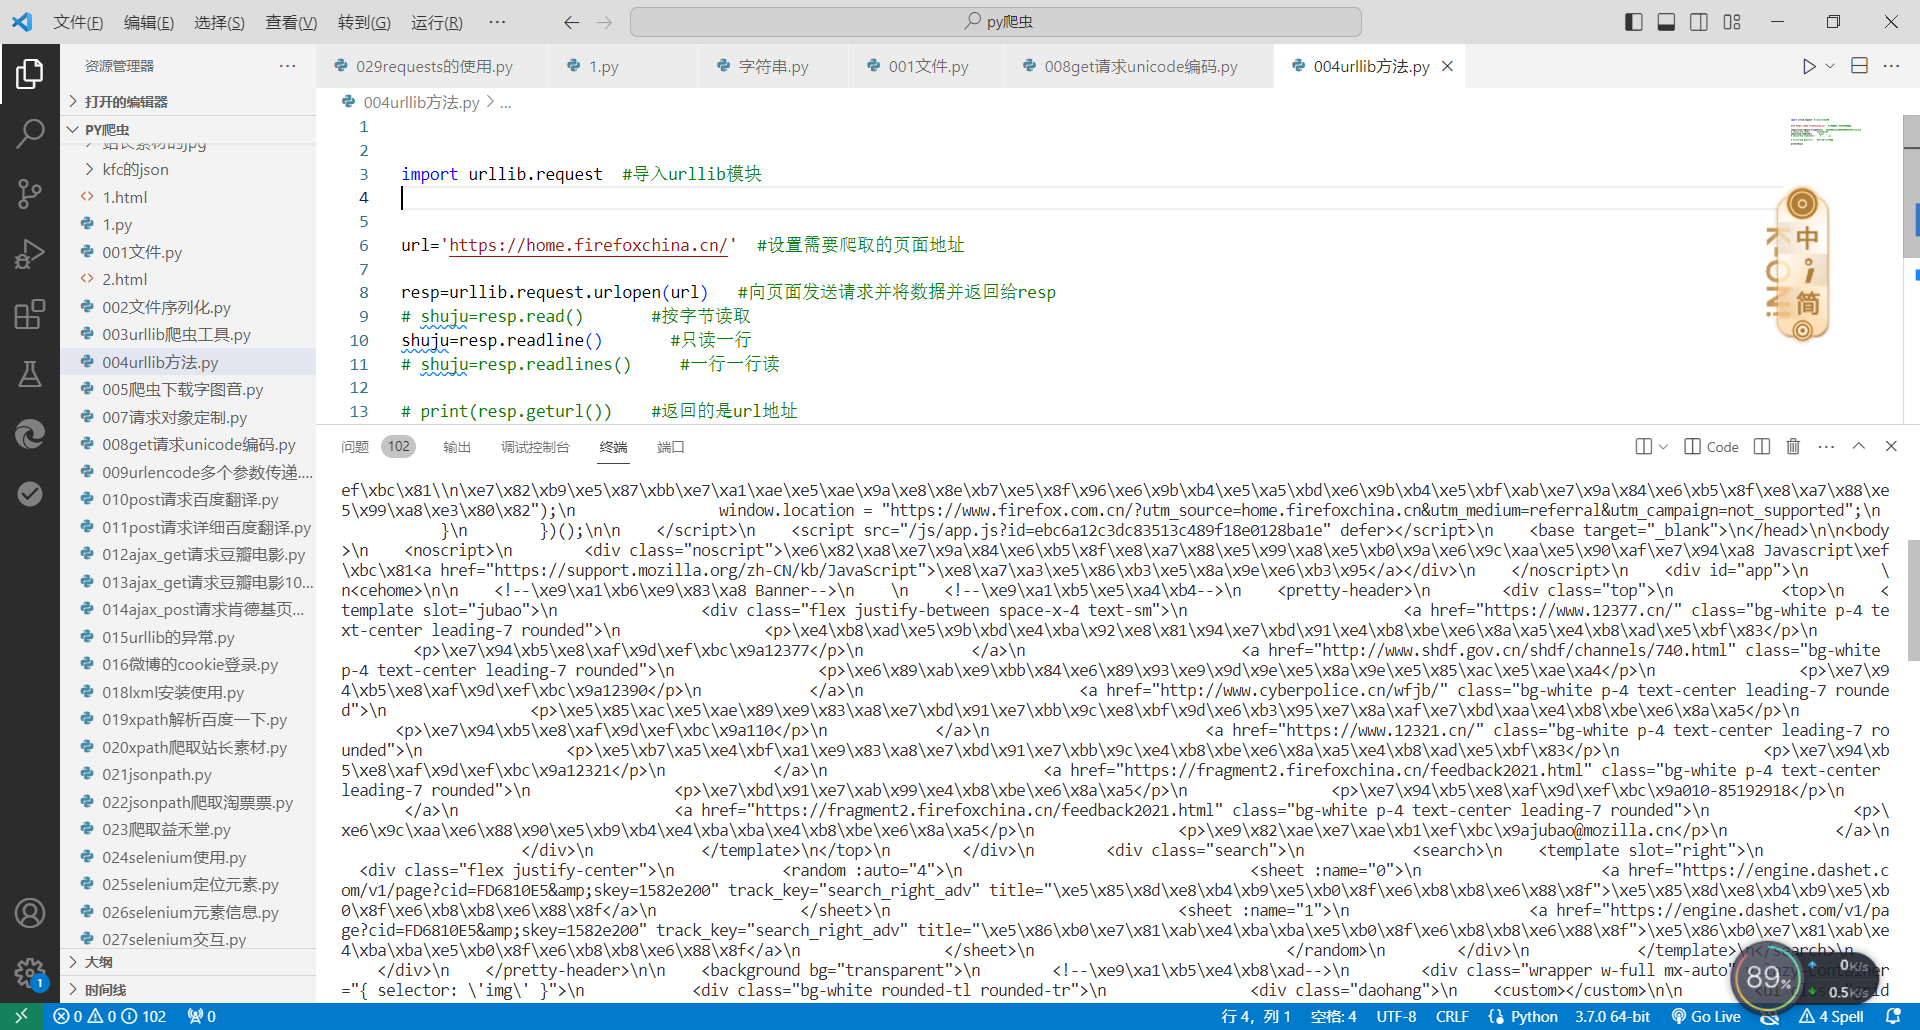 文件(F) 编辑(E) 选择(S) 查看(V) 转到(G) 运行(R) ··· py爬虫
资源管理器 ···
029requests的使用.py 1.py 字符串.py 001文件.py 008get请求unicode编码.py 004urllib方法.py
打开的编辑器
PY爬虫
站长素材的jpg
kfc的json
1.html
1.py
001文件.py
2.html
002文件序列化.py
003urllib爬虫工具.py
004urllib方法.py
005爬虫下载字图音.py
007请求对象定制.py
008get请求unicode编码.py
009urlencode多个参数传递....
010post请求百度翻译.py
011post请求详细百度翻译.py
012ajax_get请求豆瓣电影.py
013ajax_get请求豆瓣电影10...
014ajax_post请求肯德基页...
015urllib的异常.py
016微博的cookie登录.py
018lxml安装使用.py
019xpath解析百度一下.py
020xpath爬取站长素材.py
021jsonpath.py
022jsonpath爬取淘票票.py
023爬取益禾堂.py
024selenium使用.py
025selenium定位元素.py
026selenium元素信息.py
027selenium交互.py
大纲
时间线
004urllib方法.py > ...
1
2
3 import urllib.request #导入urllib模块
4
5
6 url='https://home.firefoxchina.cn/' #设置需要爬取的页面地址
7
8 resp=urllib.request.urlopen(url) #向页面发送请求并将数据并返回给resp
9 # shuju=resp.read() #按字节读取
10 shuju=resp.readline() #只读一行
11 # shuju=resp.readlines() #一行一行读
12
13 # print(resp.geturl()) #返回的是url地址
中
i
简
K-ON!
问题 102 输出 调试控制台 终端 端口 Code
ef\xbc\x81\\n\xe7\x82\xb9\xe5\x87\xbb\xe7\xa1\xae\xe5\xae\x9a\xe8\x8e\xb7\xe5\x8f\x96\xe6\x9b\xb4\xe5\xa5\xbd\xe6\x9b\xb4\xe5\xbf\xab\xe7\x9a\x84\xe6\xb5\x8f\xe8\xa7\x88\xe
5\x99\xa8\xe3\x80\x82");\n window.location = "https://www.firefox.com.cn/?utm_source=home.firefoxchina.cn&utm_medium=referral&utm_campaign=not_supported";\n
}\n })();\n\n </script>\n <script src="/js/app.js?id=ebc6a12c3dc83513c489f18e0128ba1e" defer></script>\n <base target="_blank">\n</head>\n\n<body
>\n <noscript>\n <div class="noscript">\xe6\x82\xa8\xe7\x9a\x84\xe6\xb5\x8f\xe8\xa7\x88\xe5\x99\xa8\xe5\xb0\x9a\xe6\x9c\xaa\xe5\x90\xaf\xe7\x94\xa8 Javascript\xef
\xbc\x81<a href="https://support.mozilla.org/zh-CN/kb/JavaScript">\xe8\xa7\xa3\xe5\x86\xb3\xe5\x8a\x9e\xe6\xb3\x95</a></div>\n </noscript>\n <div id="app">\n \
n<cehome>\n\n <!--\xe9\xa1\xb6\xe9\x83\xa8 Banner-->\n \n <!--\xe9\xa1\xb5\xe5\xa4\xb4-->\n <pretty-header>\n <div class="top">\n <top>\n <
template slot="jubao">\n <div class="flex justify-between space-x-4 text-sm">\n <a href="https://www.12377.cn/" class="bg-white p-4 te
xt-center leading-7 rounded">\n <p>\xe4\xb8\xad\xe5\x9b\xbd\xe4\xba\x92\xe8\x81\x94\xe7\xbd\x91\xe4\xb8\xbe\xe6\x8a\xa5\xe4\xb8\xad\xe5\xbf\x83</p>\n
<p>\xe7\x94\xb5\xe8\xaf\x9d\xef\xbc\x9a12377</p>\n </a>\n <a href="http://www.shdf.gov.cn/shdf/channels/740.html" class="bg-white
p-4 text-center leading-7 rounded">\n <p>\xe6\x89\xab\xe9\xbb\x84\xe6\x89\x93\xe9\x9d\x9e\xe5\x8a\x9e\xe5\x85\xac\xe5\xae\xa4</p>\n <p>\xe7\x9
4\xb5\xe8\xaf\x9d\xef\xbc\x9a12390</p>\n </a>\n <a href="http://www.cyberpolice.cn/wfjb/" class="bg-white p-4 text-center leading-7 rounde
d">\n <p>\xe5\x85\xac\xe5\xae\x89\xe9\x83\xa8\xe7\xbd\x91\xe7\xbb\x9c\xe8\xbf\x9d\xe6\xb3\x95\xe7\x8a\xaf\xe7\xbd\xaa\xe4\xb8\xbe\xe6\x8a\xa5</p>\n
<p>\xe7\x94\xb5\xe8\xaf\x9d\xef\xbc\x9a110</p>\n </a>\n <a href="https://www.12321.cn/" class="bg-white p-4 text-center leading-7 ro
unded">\n <p>\xe5\xb7\xa5\xe4\xbf\xa1\xe9\x83\xa8\xe7\xbd\x91\xe7\xbb\x9c\xe4\xb8\xbe\xe6\x8a\xa5\xe4\xb8\xad\xe5\xbf\x83</p>\n <p>\xe7\x94\xb
5\xe8\xaf\x9d\xef\xbc\x9a12321</p>\n </a>\n <a href="https://fragment2.firefoxchina.cn/feedback2021.html" class="bg-white p-4 text-center
leading-7 rounded">\n <p>\xe7\xbd\x91\xe7\xab\x99\xe4\xb8\xbe\xe6\x8a\xa5</p>\n <p>\xe7\x94\xb5\xe8\xaf\x9d\xef\xbc\x9a010-85192918</p>\n
</a>\n <a href="https://fragment2.firefoxchina.cn/feedback2021.html" class="bg-white p-4 text-center leading-7 rounded">\n <p>\
xe6\x9c\xaa\xe6\x88\x90\xe5\xb9\xb4\xe4\xba\xba\xe4\xb8\xbe\xe6\x8a\xa5</p>\n <p>\xe9\x82\xae\xe7\xae\xb1\xef\xbc\x9ajubao@mozilla.cn</p>\n </a>\n
</div>\n </template>\n</top>\n </div>\n <div class="search">\n <search>\n <template slot="right">\n
<div class="flex justify-center">\n <random :auto="4">\n <sheet :name="0">\n <a href="https://engine.dashet.c
om/v1/page?cid=FD6810E5&amp;skey=1582e200" track_key="search_right_adv" title="\xe5\x85\x8d\xe8\xb4\xb9\xe5\xb0\x8f\xe6\xb8\xb8\xe6\x88\x8f">\xe5\x85\x8d\xe8\xb4\xb9\xe5\xb
0\x8f\xe6\xb8\xb8\xe6\x88\x8f</a>\n </sheet>\n <sheet :name="1">\n <a href="https://engine.dashet.com/v1/pa
ge?cid=FD6810E5&amp;skey=1582e200" track_key="search_right_adv" title="\xe5\x86\xb0\xe7\x81\xab\xe4\xba\xba\xe5\xb0\x8f\xe6\xb8\xb8\xe6\x88\x8f">\xe5\x86\xb0\xe7\x81\xab\xe
4\xba\xba\xe5\xb0\x8f\xe6\xb8\xb8\xe6\x88\x8f</a>\n </sheet>\n </random>\n </div>\n </template>\n</search>\n
</div>\n </pretty-header>\n\n <background bg="transparent">\n <!--\xe9\xa1\xb5\xe4\xb8\xad-->\n <div class="wrapper w-full mx-auto"
="{ selector: \'img\' }">\n <div class="bg-white rounded-tl rounded-tr">\n <div class="daohang">\n <custom></custom>\n\n
89% 0K/s
0.5K/s
1
0 0 102 0 行 4，列 1 空格: 4 UTF-8 CRLF Python 3.7.0 64-bit Go Live 4 Spell